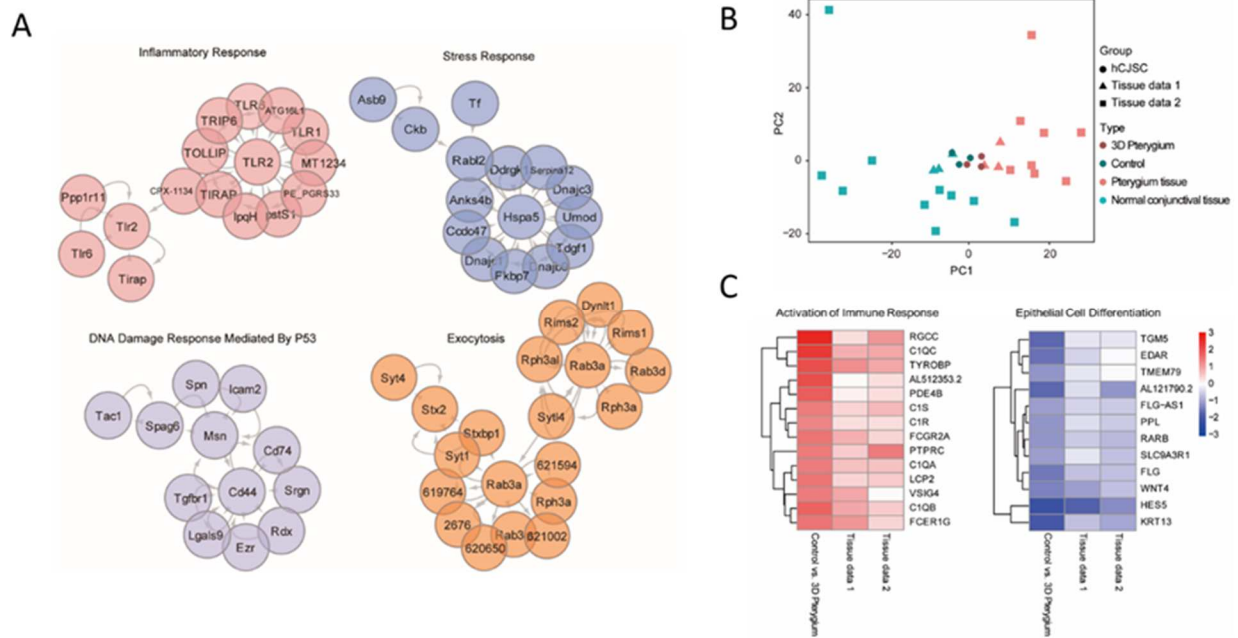 A
Inflammatory Response
TLR3
ATG16L1
TRIP6
TLR1
TOLLIP
TLR2
MT1234
CPX-1134
TIRAP
PE_PGRS33
lpqH
pstS1
Ppp1r11
Tlr2
Tlr6
Tirap
Stress Response
Asb9
Tf
Ckb
Rabl2
Ddrgk1
Serpina12
Dnajc3
Anks4b
Hspa5
Umod
Ccdc47
Tdgf1
Fkbp7
DNA Damage Response Mediated By P53
Spn
Icam2
Tac1
Spag6
Msn
Cd74
Tgfbr1
Cd44
Srgn
Lgals9
Ezr
Rdx
Exocytosis
Dynlt1
Rims2
Rims1
Rph3al
Rab3a
Rab3d
Syt4
Stx2
Sytl4
Rph3a
Stxbp1
Syt1
621594
619764
Rab3a
Rph3a
2676
Rab3
621002
620650
B
40
20
0
−20
PC2
−20
0
20
PC1
Group
hCJSC
Tissue data 1
Tissue data 2
Type
3D Pterygium
Control
Pterygium tissue
Normal conjunctival tissue
C
Activation of Immune Response
RGCC
C1QC
TYROBP
AL512353.2
PDE4B
C1S
C1R
FCGR2A
PTPRC
C1QA
LCP2
VSIG4
C1QB
FCER1G
Control vs. 3D Pterygium
Tissue data 1
Tissue data 2
Epithelial Cell Differentiation
TGM5
EDAR
TMEM79
AL121790.2
FLG−AS1
PPL
RARB
SLC9A3R1
FLG
WNT4
HES5
KRT13
Control vs. 3D Pterygium
Tissue data 1
Tissue data 2
3
2
1
0
−1
−2
−3